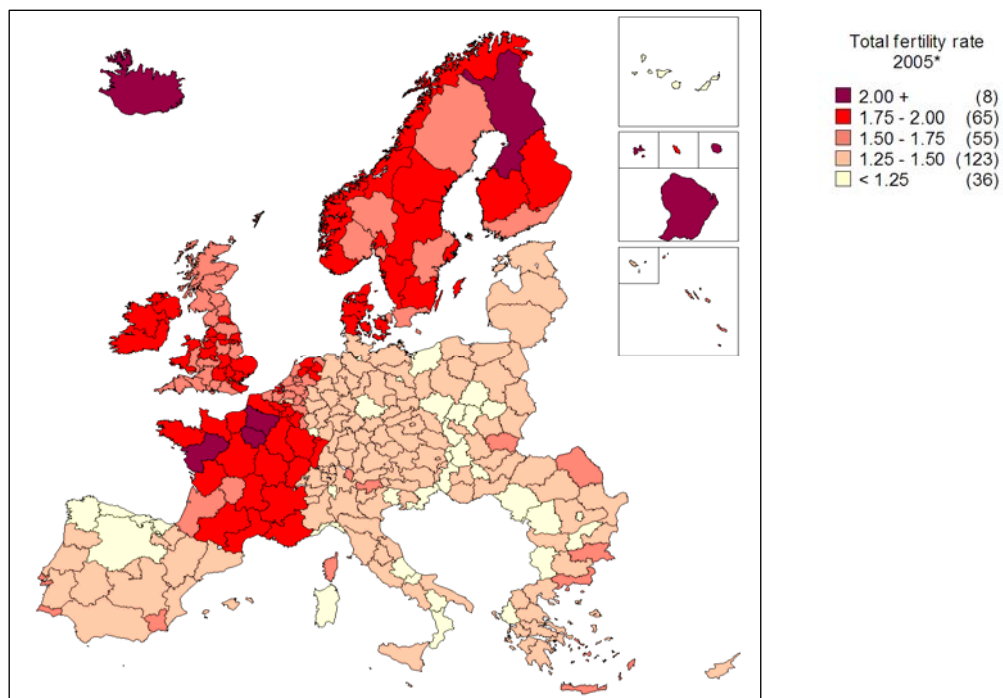 Total fertility rate
2005*
2.00 + (8)
1.75 - 2.00 (65)
1.50 - 1.75 (55)
1.25 - 1.50 (123)
< 1.25 (36)